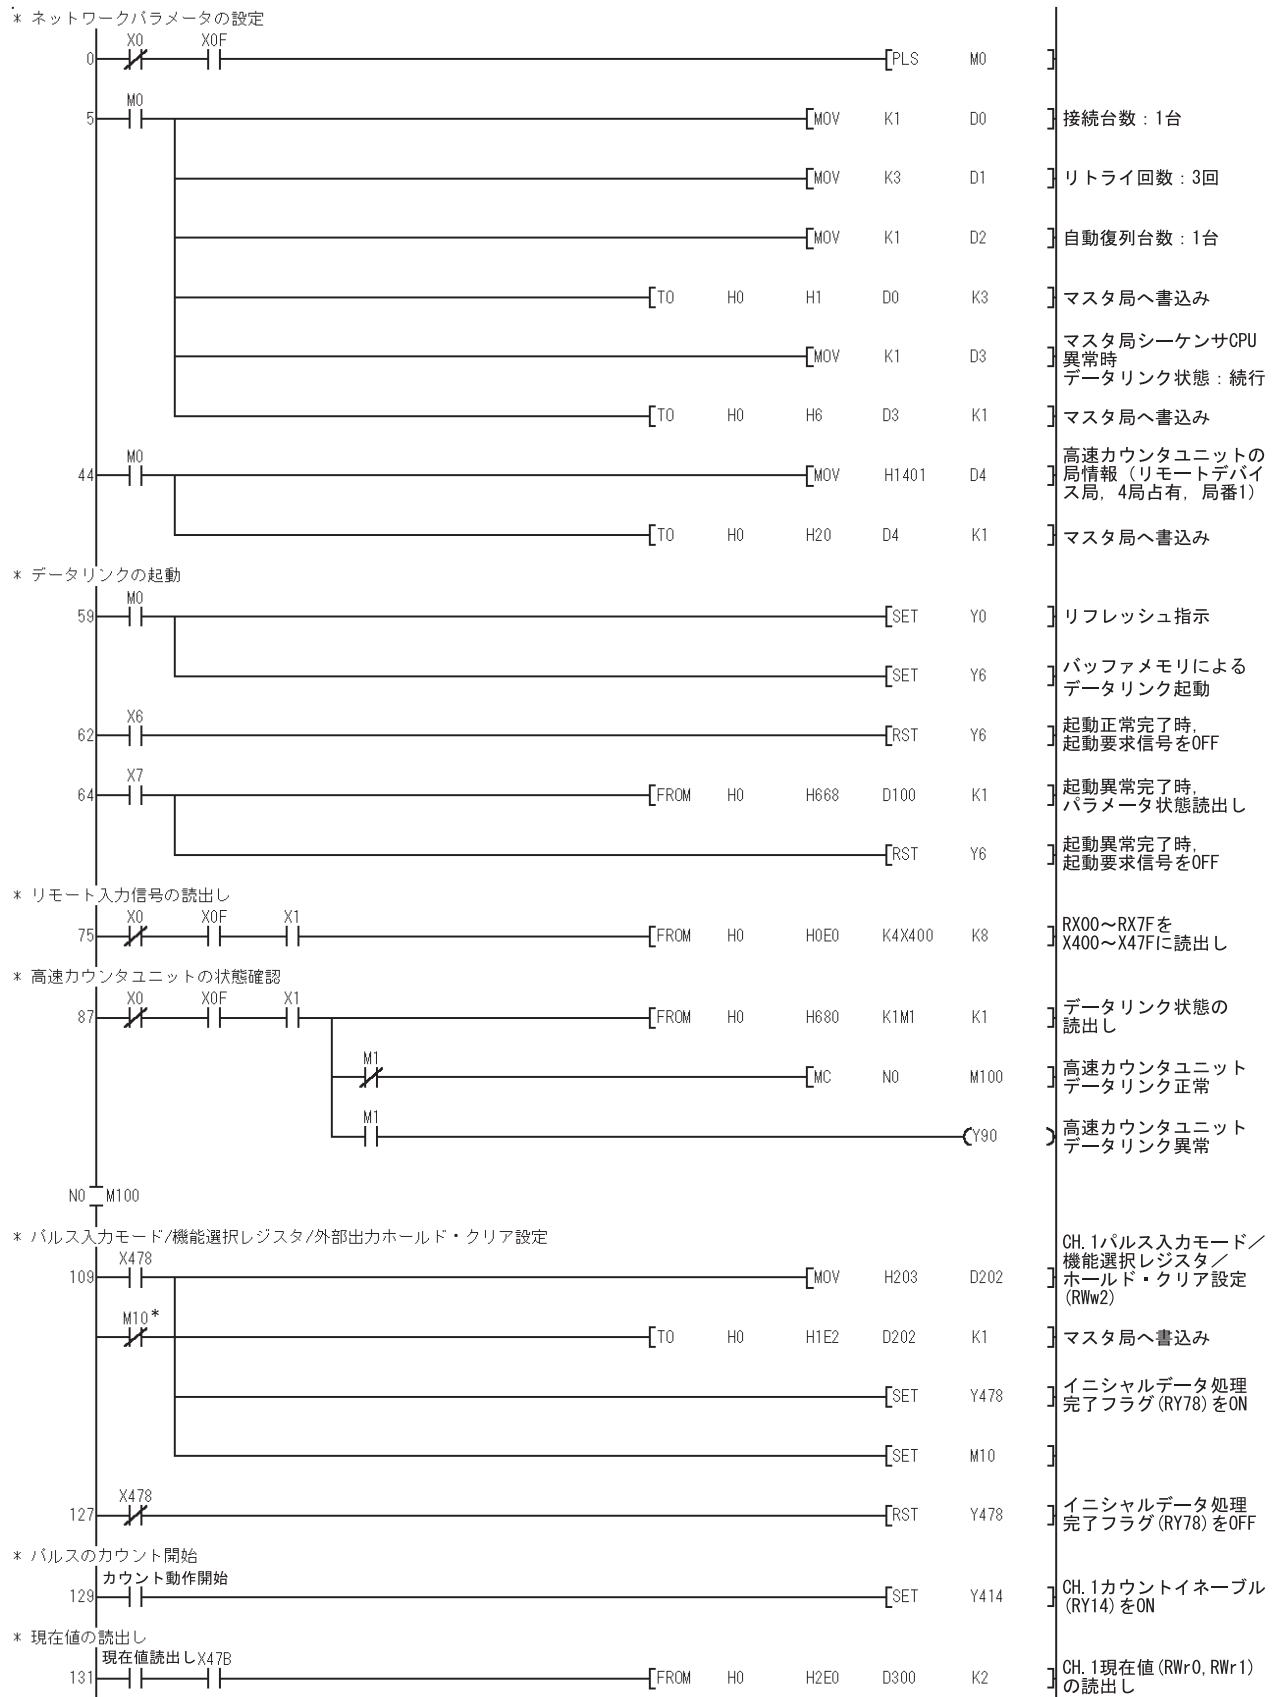 * ネットワークパラメータの設定
X0 X0F
0 PLS M0
M0
5 MOV K1 D0 接続台数：1台
MOV K3 D1 リトライ回数：3回
MOV K1 D2 自動復列台数：1台
TO H0 H1 D0 K3 マスタ局へ書込み
マスタ局シーケンサCPU
MOV K1 D3 異常時
データリンク状態：続行
TO H0 H6 D3 K1 マスタ局へ書込み
M0 高速カウンタユニットの
44 MOV H1401 D4 局情報（リモートデバイ
ス局，4局占有，局番1）
TO H0 H20 D4 K1 マスタ局へ書込み
* データリンクの起動
M0
59 SET Y0 リフレッシュ指示
バッファメモリによる
SET Y6 データリンク起動
X6 起動正常完了時，
62 RST Y6 起動要求信号をOFF
X7 起動異常完了時，
64 FROM H0 H668 D100 K1 パラメータ状態読出し
起動異常完了時，
RST Y6 起動要求信号をOFF
* リモート入力信号の読出し
X0 X0F X1 RX00～RX7Fを
75 FROM H0 H0E0 K4X400 K8 X400～X47Fに読出し
* 高速カウンタユニットの状態確認
X0 X0F X1 データリンク状態の
87 FROM H0 H680 K1M1 K1 読出し
M1 高速カウンタユニット
MC N0 M100 データリンク正常
M1 高速カウンタユニット
Y90 データリンク異常
N0 M100
* パルス入力モード/機能選択レジスタ/外部出力ホールド・クリア設定
CH.1パルス入力モード／
X478 機能選択レジスタ／
109 MOV H203 D202 ホールド・クリア設定
(RWw2)
M10*
TO H0 H1E2 D202 K1 マスタ局へ書込み
イニシャルデータ処理
SET Y478 完了フラグ(RY78)をON
SET M10
X478 イニシャルデータ処理
127 RST Y478 完了フラグ(RY78)をOFF
* パルスのカウント開始
カウント動作開始 CH.1カウントイネーブル
129 SET Y414 (RY14)をON
* 現在値の読出し
現在値読出し X47B CH.1現在値(RWr0,RWr1)
131 FROM H0 H2E0 D300 K2 の読出し